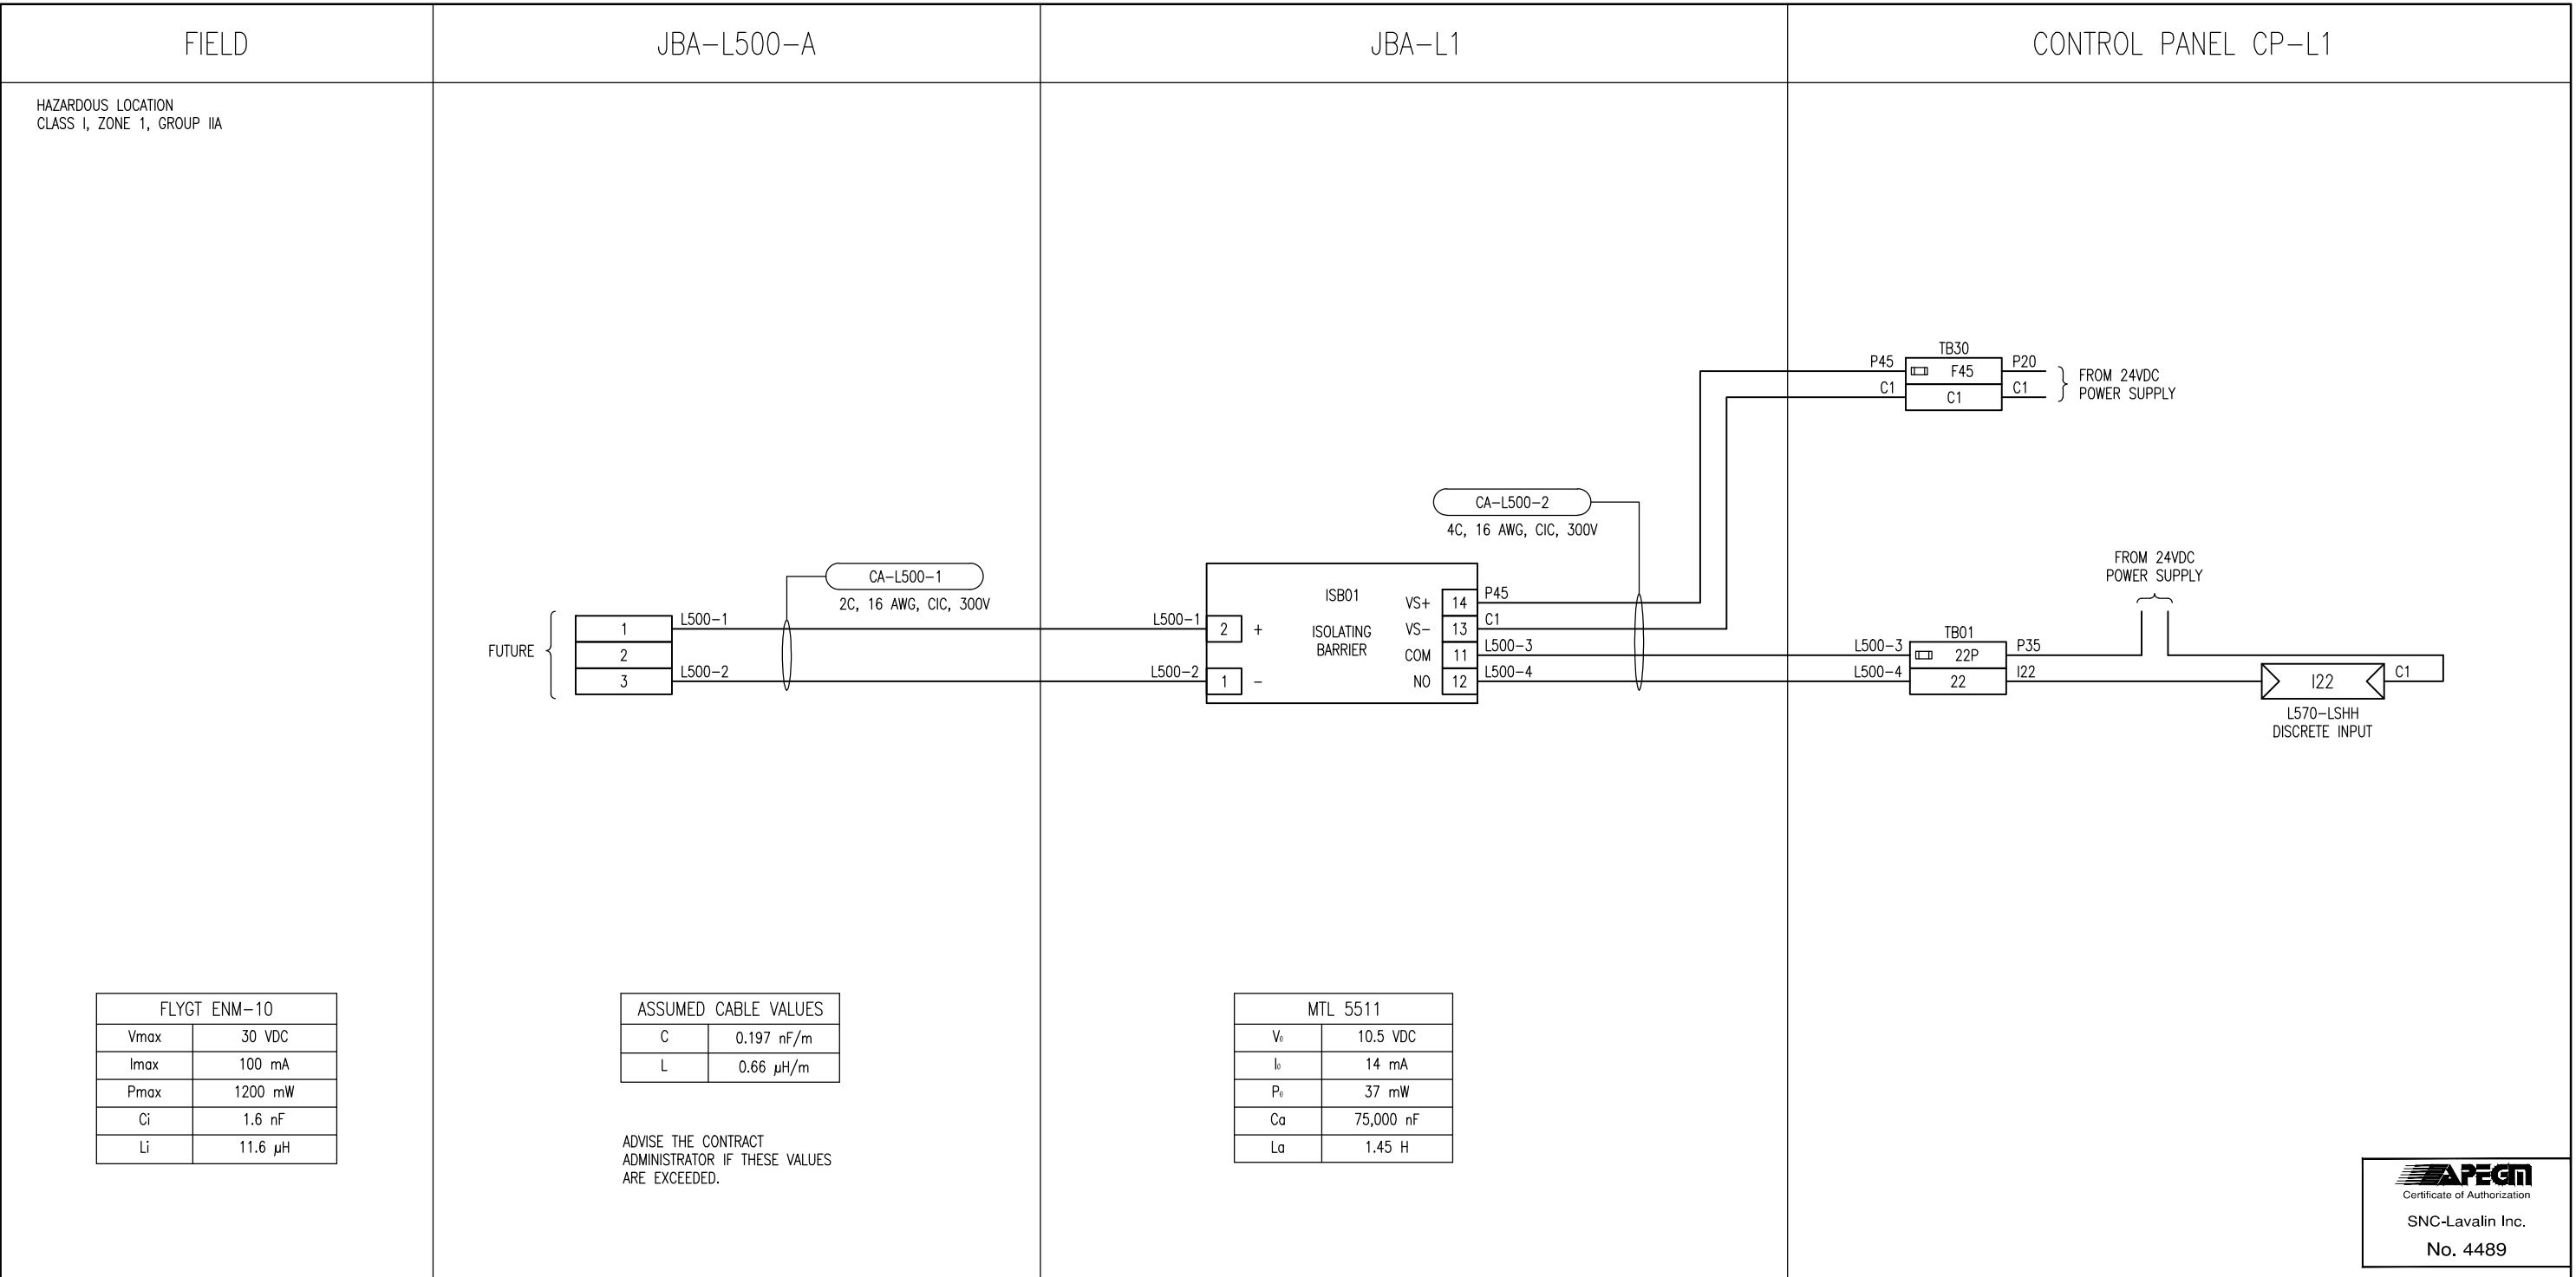 FIELD
JBA-L500-A
JBA-L1
CONTROL PANEL CP-L1
HAZARDOUS LOCATION
CLASS I, ZONE 1, GROUP IIA
TB30
P45 F45 P20
C1 C1 C1
FROM 24VDC
POWER SUPPLY
CA-L500-2
4C, 16 AWG, CIC, 300V
FROM 24VDC
POWER SUPPLY
CA-L500-1
2C, 16 AWG, CIC, 300V
FUTURE
1 L500-1
2
3 L500-2
L500-1 2 +
L500-2 1 -
ISB01
ISOLATING
BARRIER
VS+ 14 P45
VS- 13 C1
COM 11 L500-3
NO 12 L500-4
TB01
L500-3 22P P35
L500-4 22 I22
I22 C1
L570-LSHH
DISCRETE INPUT
FLYGT ENM-10
Vmax 30 VDC
Imax 100 mA
Pmax 1200 mW
Ci 1.6 nF
Li 11.6 µH
ASSUMED CABLE VALUES
C 0.197 nF/m
L 0.66 µH/m
ADVISE THE CONTRACT
ADMINISTRATOR IF THESE VALUES
ARE EXCEEDED.
MTL 5511
V₀ 10.5 VDC
I₀ 14 mA
P₀ 37 mW
Ca 75,000 nF
La 1.45 H
APEGM
Certificate of Authorization
SNC-Lavalin Inc.
No. 4489